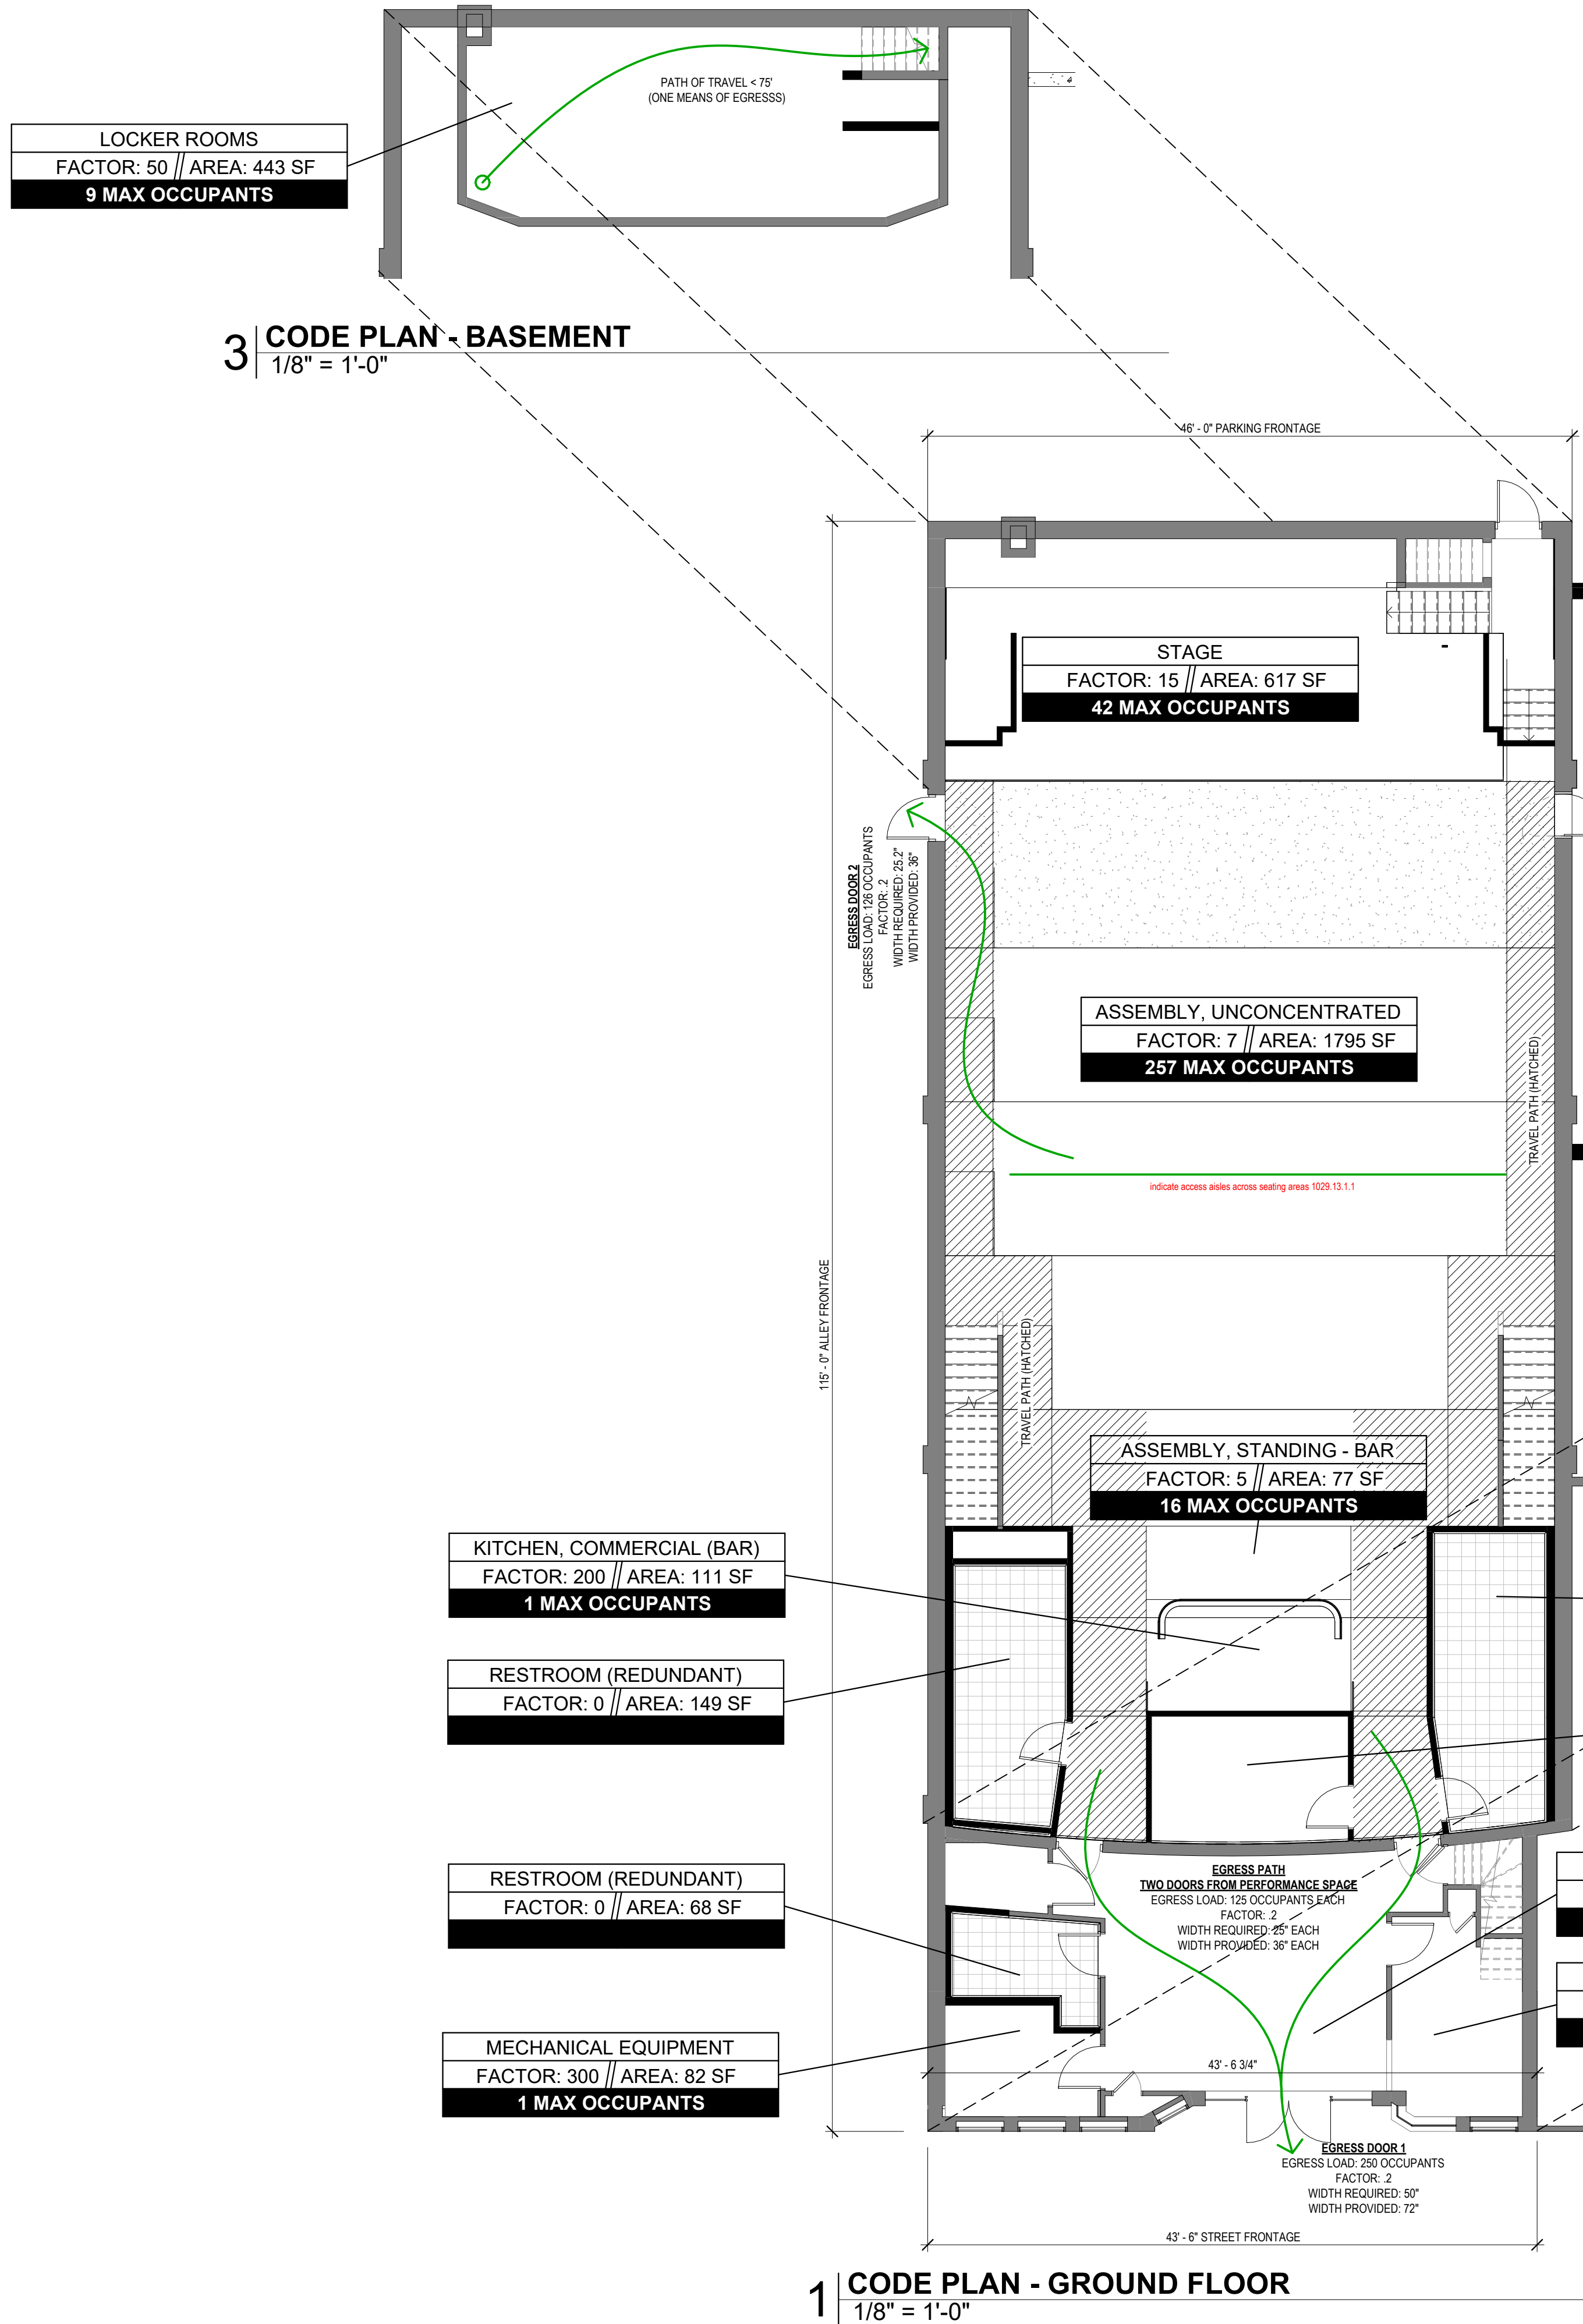 PATH OF TRAVEL < 75'
(ONE MEANS OF EGRESSS)
LOCKER ROOMS
FACTOR: 50 // AREA: 443 SF
9 MAX OCCUPANTS
3
CODE PLAN - BASEMENT
1/8" = 1'-0"
46' - 0" PARKING FRONTAGE
STAGE
FACTOR: 15 // AREA: 617 SF
42 MAX OCCUPANTS
EGRESS DOOR 2
EGRESS LOAD: 126 OCCUPANTS
FACTOR: .2
WIDTH REQUIRED: 25.2"
WIDTH PROVIDED: 36"
ASSEMBLY, UNCONCENTRATED
FACTOR: 7 // AREA: 1795 SF
257 MAX OCCUPANTS
TRAVEL PATH (HATCHED)
indicate access aisles across seating areas 1029.13.1.1
115' - 0" ALLEY FRONTAGE
TRAVEL PATH (HATCHED)
ASSEMBLY, STANDING - BAR
FACTOR: 5 // AREA: 77 SF
16 MAX OCCUPANTS
KITCHEN, COMMERCIAL (BAR)
FACTOR: 200 // AREA: 111 SF
1 MAX OCCUPANTS
RESTROOM (REDUNDANT)
FACTOR: 0 // AREA: 149 SF
RESTROOM (REDUNDANT)
FACTOR: 0 // AREA: 68 SF
EGRESS PATH
TWO DOORS FROM PERFORMANCE SPACE
EGRESS LOAD: 125 OCCUPANTS EACH
FACTOR: .2
WIDTH REQUIRED: 25" EACH
WIDTH PROVIDED: 36" EACH
MECHANICAL EQUIPMENT
FACTOR: 300 // AREA: 82 SF
1 MAX OCCUPANTS
43' - 6 3/4"
EGRESS DOOR 1
EGRESS LOAD: 250 OCCUPANTS
FACTOR: .2
WIDTH REQUIRED: 50"
WIDTH PROVIDED: 72"
43' - 6" STREET FRONTAGE
1
CODE PLAN - GROUND FLOOR
1/8" = 1'-0"